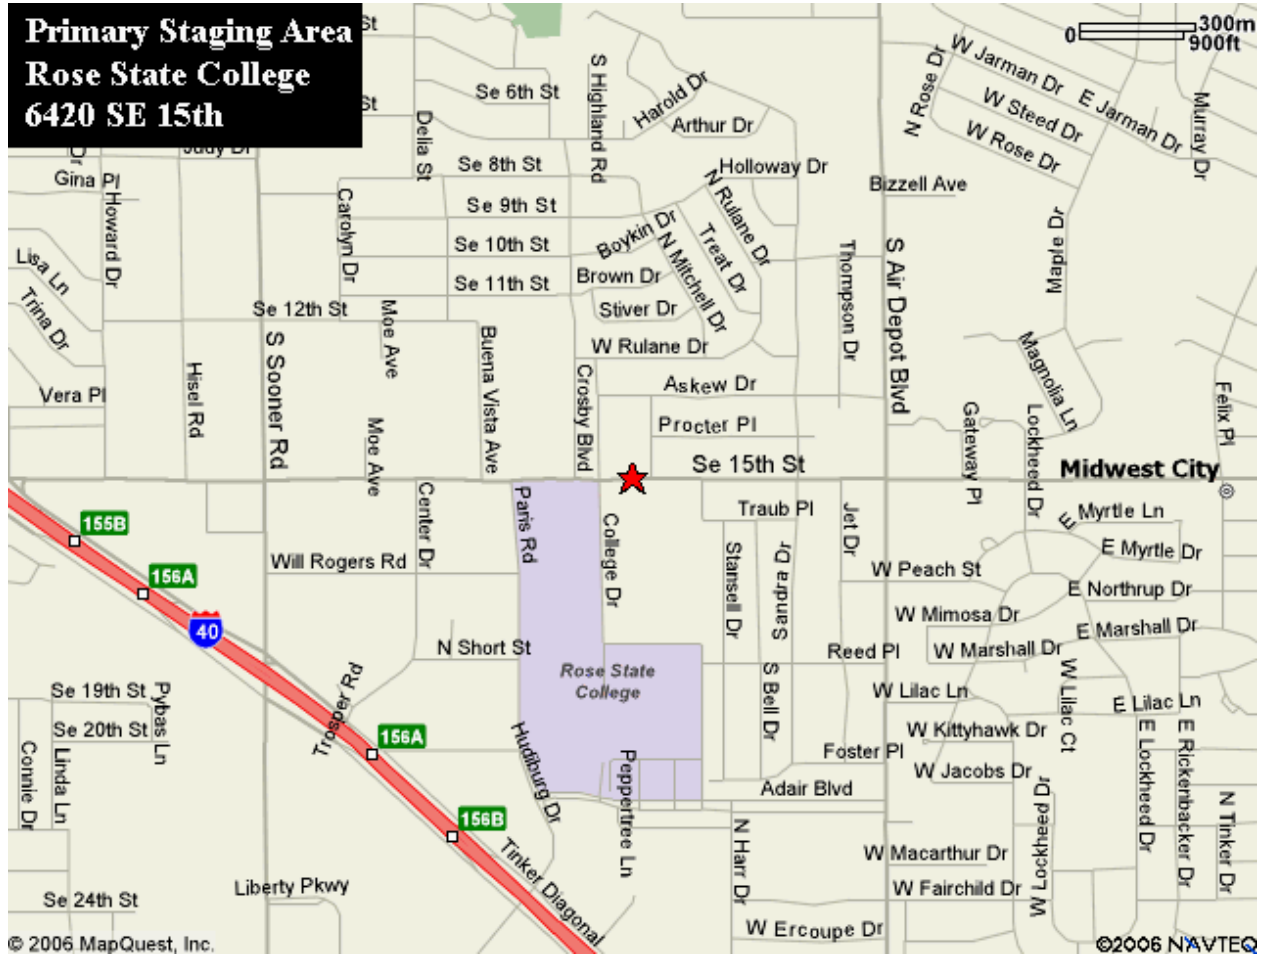 Primary Staging Area
Rose State College
6420 SE 15th
300m
0
900ft
St
St
Dr
Judy Dr
Gina Pl
Howard Dr
Lisa Ln
Trina Dr
Vera Pl
Hisel Rd
S Sooner Rd
Se 12th St
Carolyn Dr
Moe Ave
Moe Ave
Delia St
Se 6th St
Se 8th St
Se 9th St
Se 10th St
Se 11th St
Buena Vista Ave
Crosby Blvd
S Highland Rd
Harold Dr
Arthur Dr
Holloway Dr
N Rulane Dr
Treat Dr
Boykin Dr
N Mitchell Dr
Brown Dr
Stiver Dr
W Rulane Dr
Askew Dr
Procter Pl
Se 15th St
Thompson Dr
S Air Depot Blvd
Bizzell Ave
N Rose Dr
W Jarman Dr
W Steed Dr
W Rose Dr
E Jarman Dr
Murray Dr
Maple Dr
Magnolia Ln
Gateway Pl
Lockheed Dr
Felix Pl
Midwest City
155B
156A
40
Will Rogers Rd
Center Dr
Paris Rd
College Dr
N Short St
Rose State
College
Traub Pl
Stansell Dr
Sandra Dr
Jet Dr
S Bell Dr
Reed Pl
Foster Pl
Adair Blvd
E Myrtle Ln
E Myrtle Dr
W Peach St
E Northrup Dr
W Mimosa Dr
E Marshall Dr
W Marshall Dr
W Lilac Ln
W Lilac Ct
E Lilac Ln
W Kittyhawk Dr
W Jacobs Dr
E Lockheed Dr
E Rickenbacker Dr
N Tinker Dr
W Lockheed Dr
W Macarthur Dr
W Fairchild Dr
W Ercoupe Dr
N Harr Dr
Peppertree Ln
Hudiburg Dr
Trosper Rd
156A
156B
Tinker Diagonal
Se 19th St
Se 20th St
Pybas Ln
Linda Ln
Connie Dr
Se 24th St
Liberty Pkwy
© 2006 MapQuest, Inc.
©2006 NAVTEQ